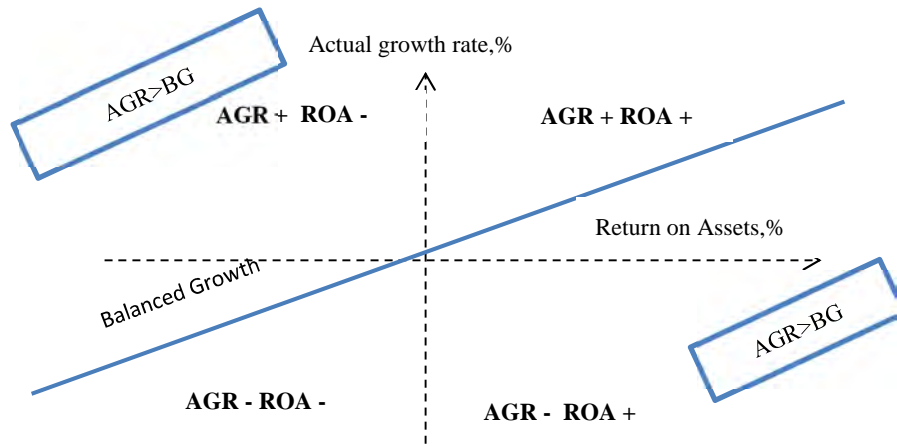 Actual growth rate,%
AGR>BG
AGR + ROA -
AGR + ROA +
Return on Assets,%
Balanced Growth
AGR>BG
AGR - ROA -
AGR - ROA +